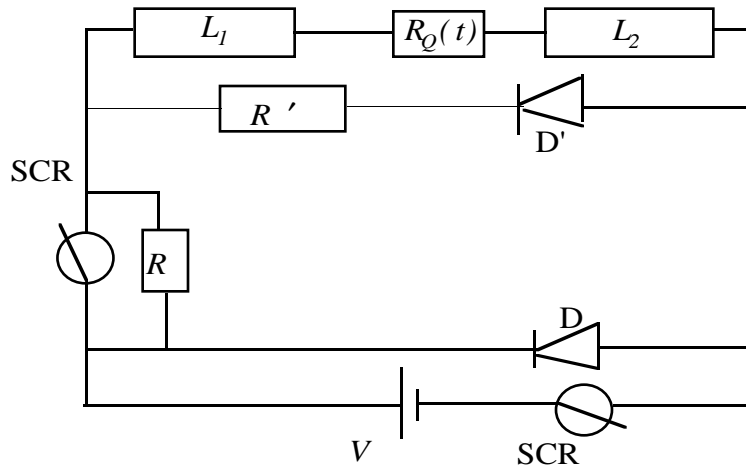 L1 RQ(t) L2
R ′
D'
SCR
R
D
V
SCR